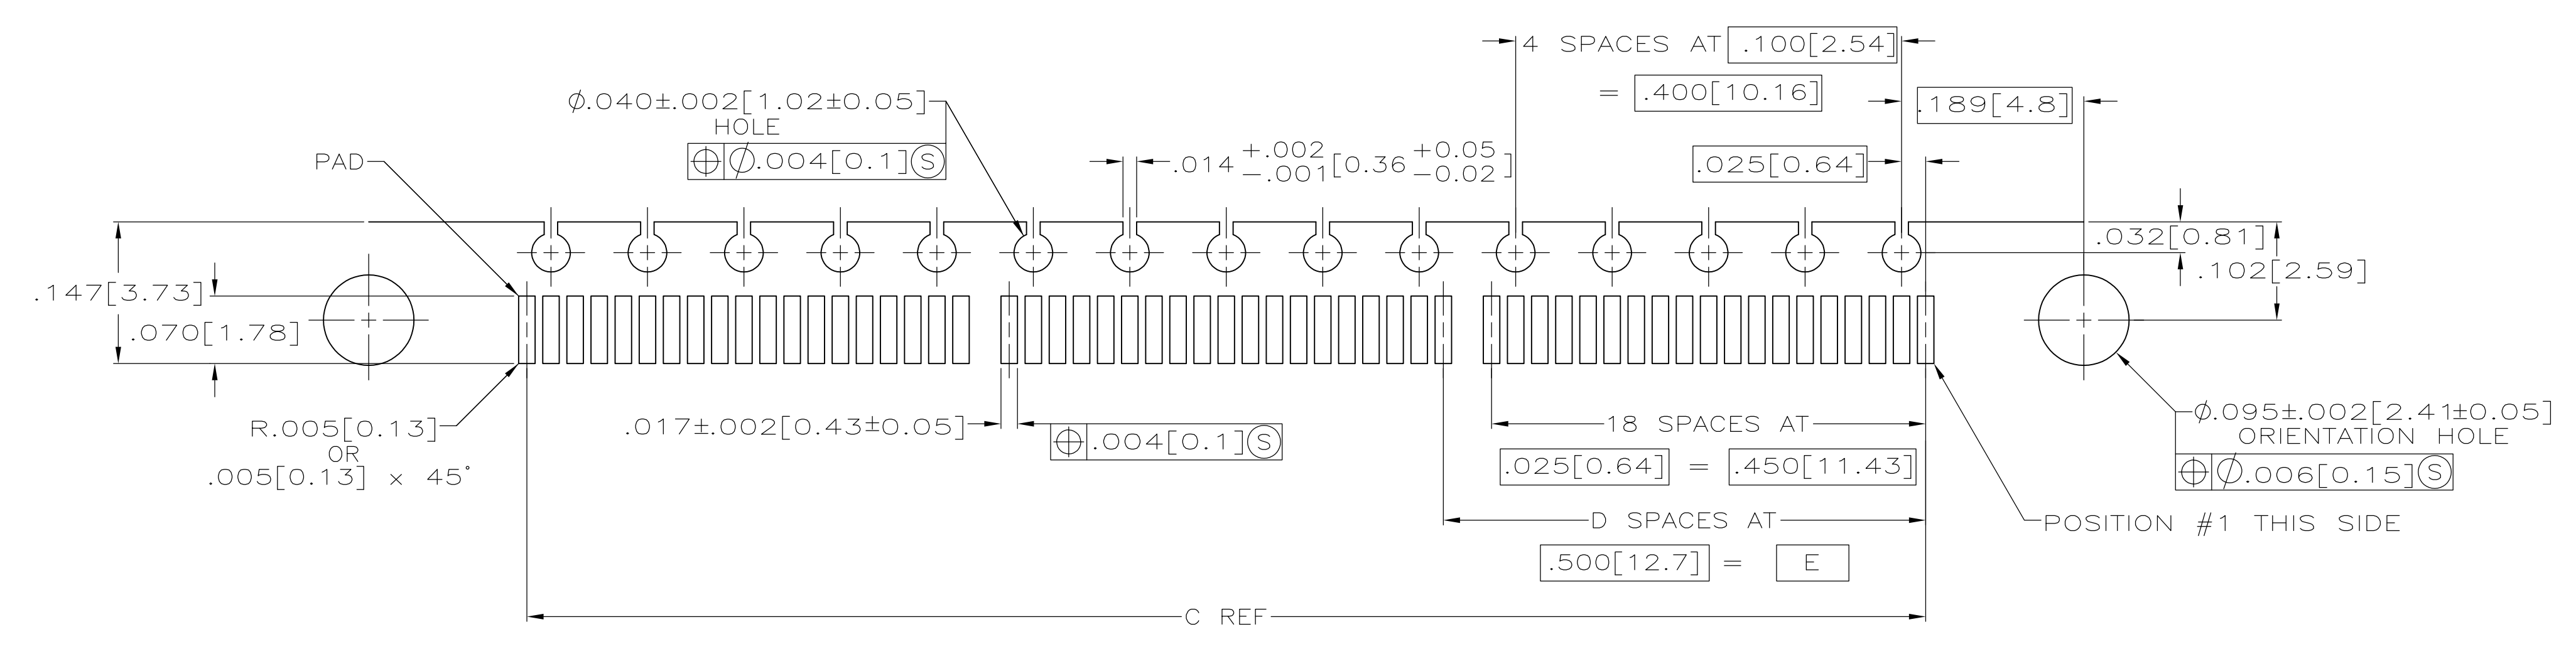 4 SPACES AT .100[2.54]
= .400[10.16]
.189[4.8]
⌀.040±.002[1.02±0.05]
HOLE
⌖ ⌀.004[0.1]Ⓢ
PAD
.014 +.002 -.001 [0.36 +0.05 -0.02]
.025[0.64]
.032[0.81]
.102[2.59]
.147[3.73]
.070[1.78]
R.005[0.13]
OR
.005[0.13] × 45°
.017±.002[0.43±0.05]
⌖ .004[0.1]Ⓢ
18 SPACES AT
.025[0.64] = .450[11.43]
⌀.095±.002[2.41±0.05]
ORIENTATION HOLE
⌖ ⌀.006[0.15]Ⓢ
D SPACES AT
.500[12.7] = E
POSITION #1 THIS SIDE
C REF